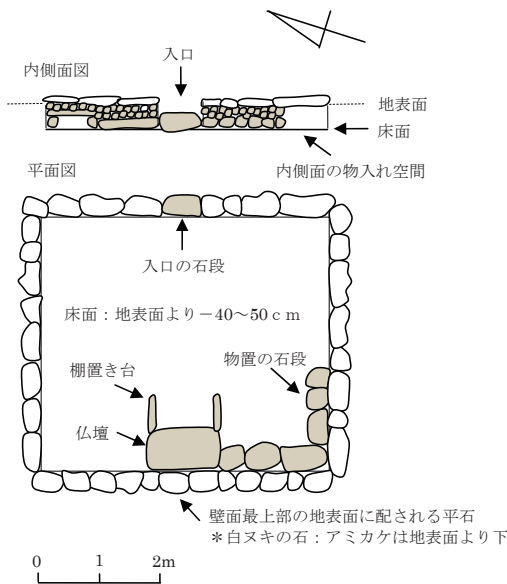 入口
内側面図
地表面
床面
内側面の物入れ空間
平面図
入口の石段
床面：地表面より－40～50ｃｍ
物置の石段
棚置き台
仏壇
壁面最上部の地表面に配される平石
＊白ヌキの石：アミカケは地表面より下
0 1 2m